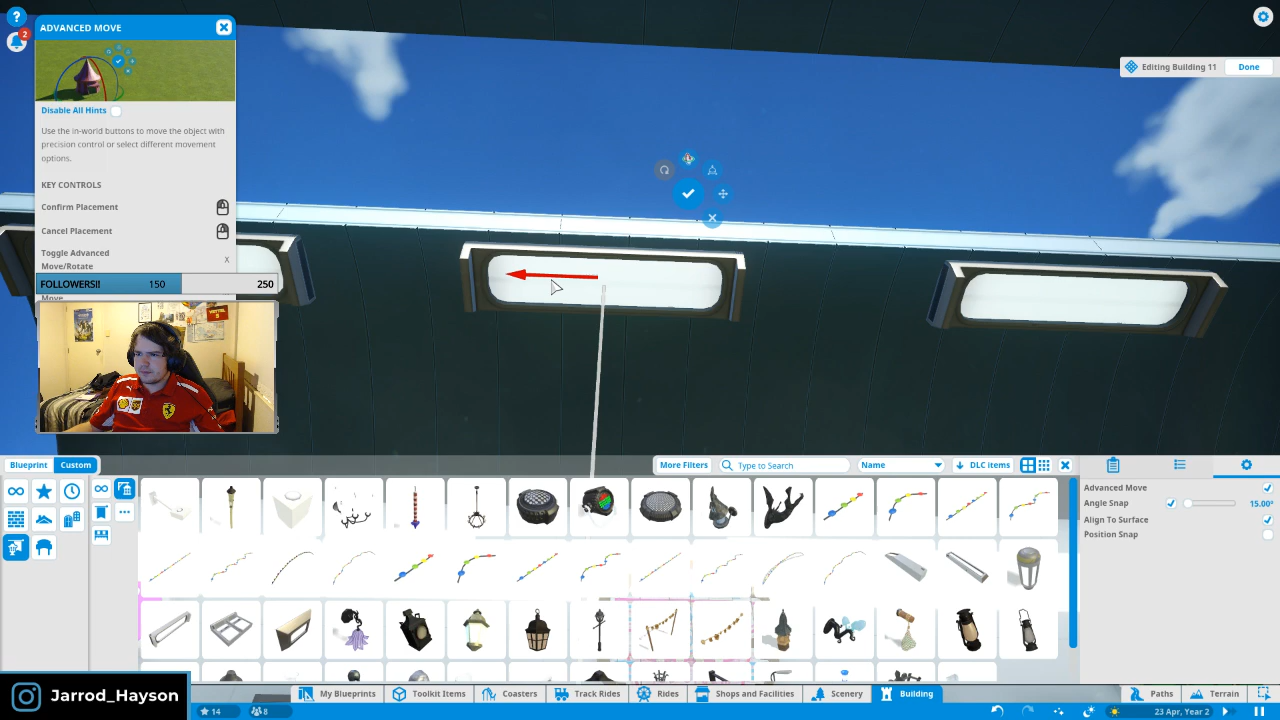 ?
2
ADVANCED MOVE
Disable All Hints
Use the in-world buttons to move the object with
precision control or select different movement
options.
KEY CONTROLS
Confirm Placement
Cancel Placement
Toggle Advanced
Move/Rotate
X
FOLLOWERS!! 150 250
Move
Editing Building 11 Done
Blueprint Custom
More Filters Type to Search Name DLC items
Advanced Move
Angle Snap 15.00°
Align To Surface
Position Snap
My Blueprints Toolkit Items Coasters Track Rides Rides Shops and Facilities Scenery Building Paths Terrain
Jarrod_Hayson
14 8 23 Apr, Year 2